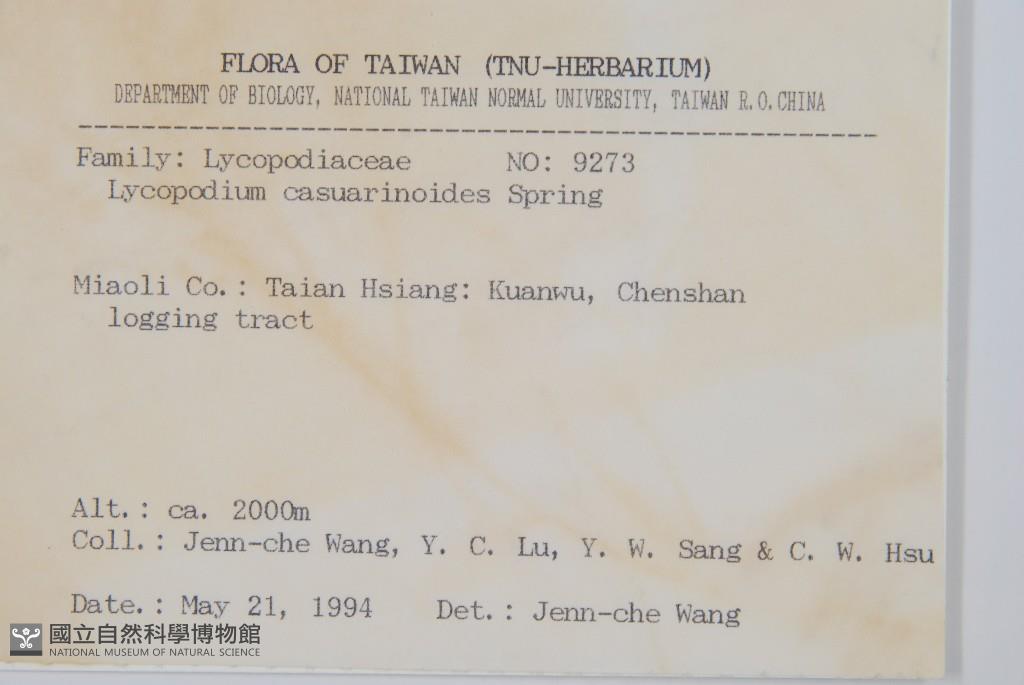 FLORA OF TAIWAN (TNU-HERBARIUM)
DEPARTMENT OF BIOLOGY, NATIONAL TAIWAN NORMAL UNIVERSITY, TAIWAN R.O.CHINA
Family: Lycopodiaceae NO: 9273
Lycopodium casuarinoides Spring
Miaoli Co.: Taian Hsiang: Kuanwu, Chenshan
logging tract
Alt.: ca. 2000m
Coll.: Jenn-che Wang, Y. C. Lu, Y. W. Sang & C. W. Hsu
Date.: May 21, 1994 Det.: Jenn-che Wang
國立自然科學博物館
NATIONAL MUSEUM OF NATURAL SCIENCE